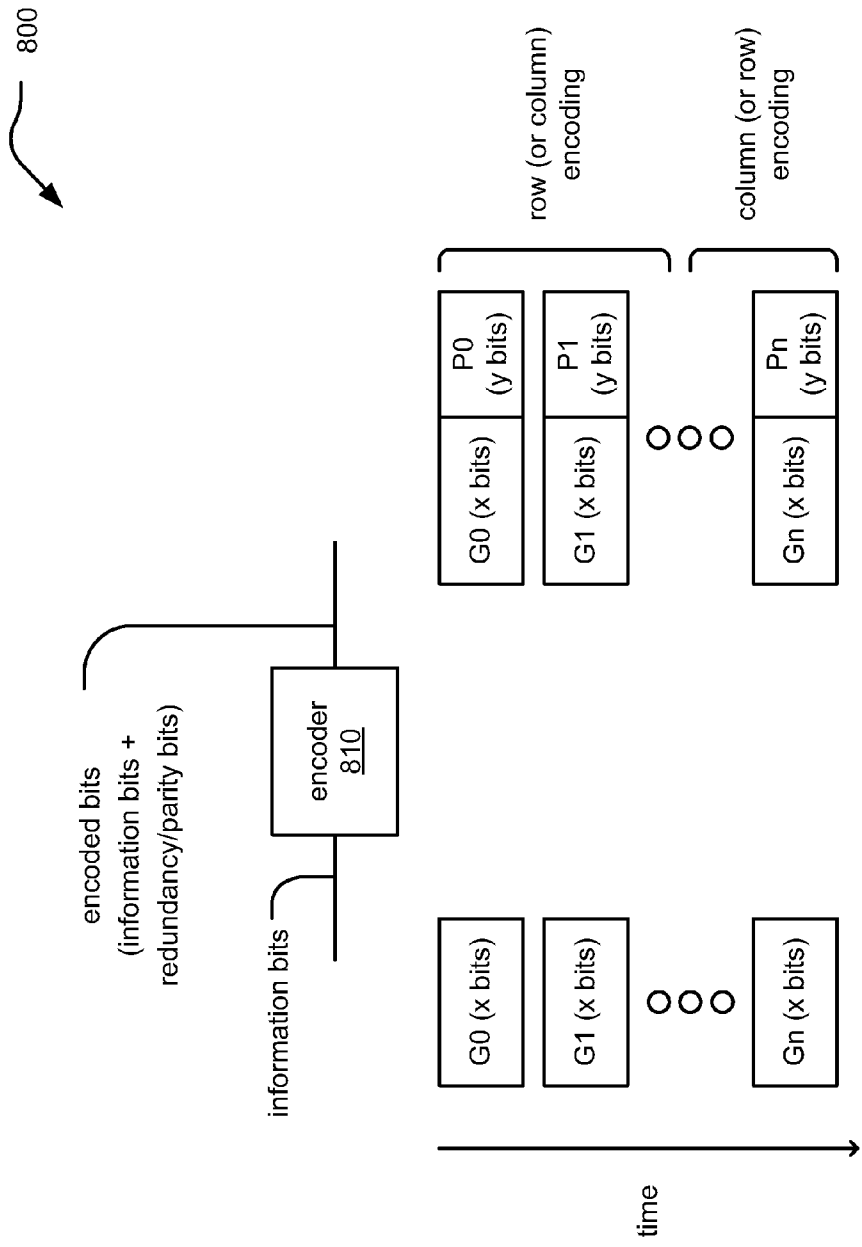 800
encoded bits
(information bits +
redundancy/parity bits)
information bits
encoder
810
time
G0 (x bits)
G1 (x bits)
Gn (x bits)
G0 (x bits)
P0
(y bits)
G1 (x bits)
P1
(y bits)
Gn (x bits)
Pn
(y bits)
row (or column)
encoding
column (or row)
encoding